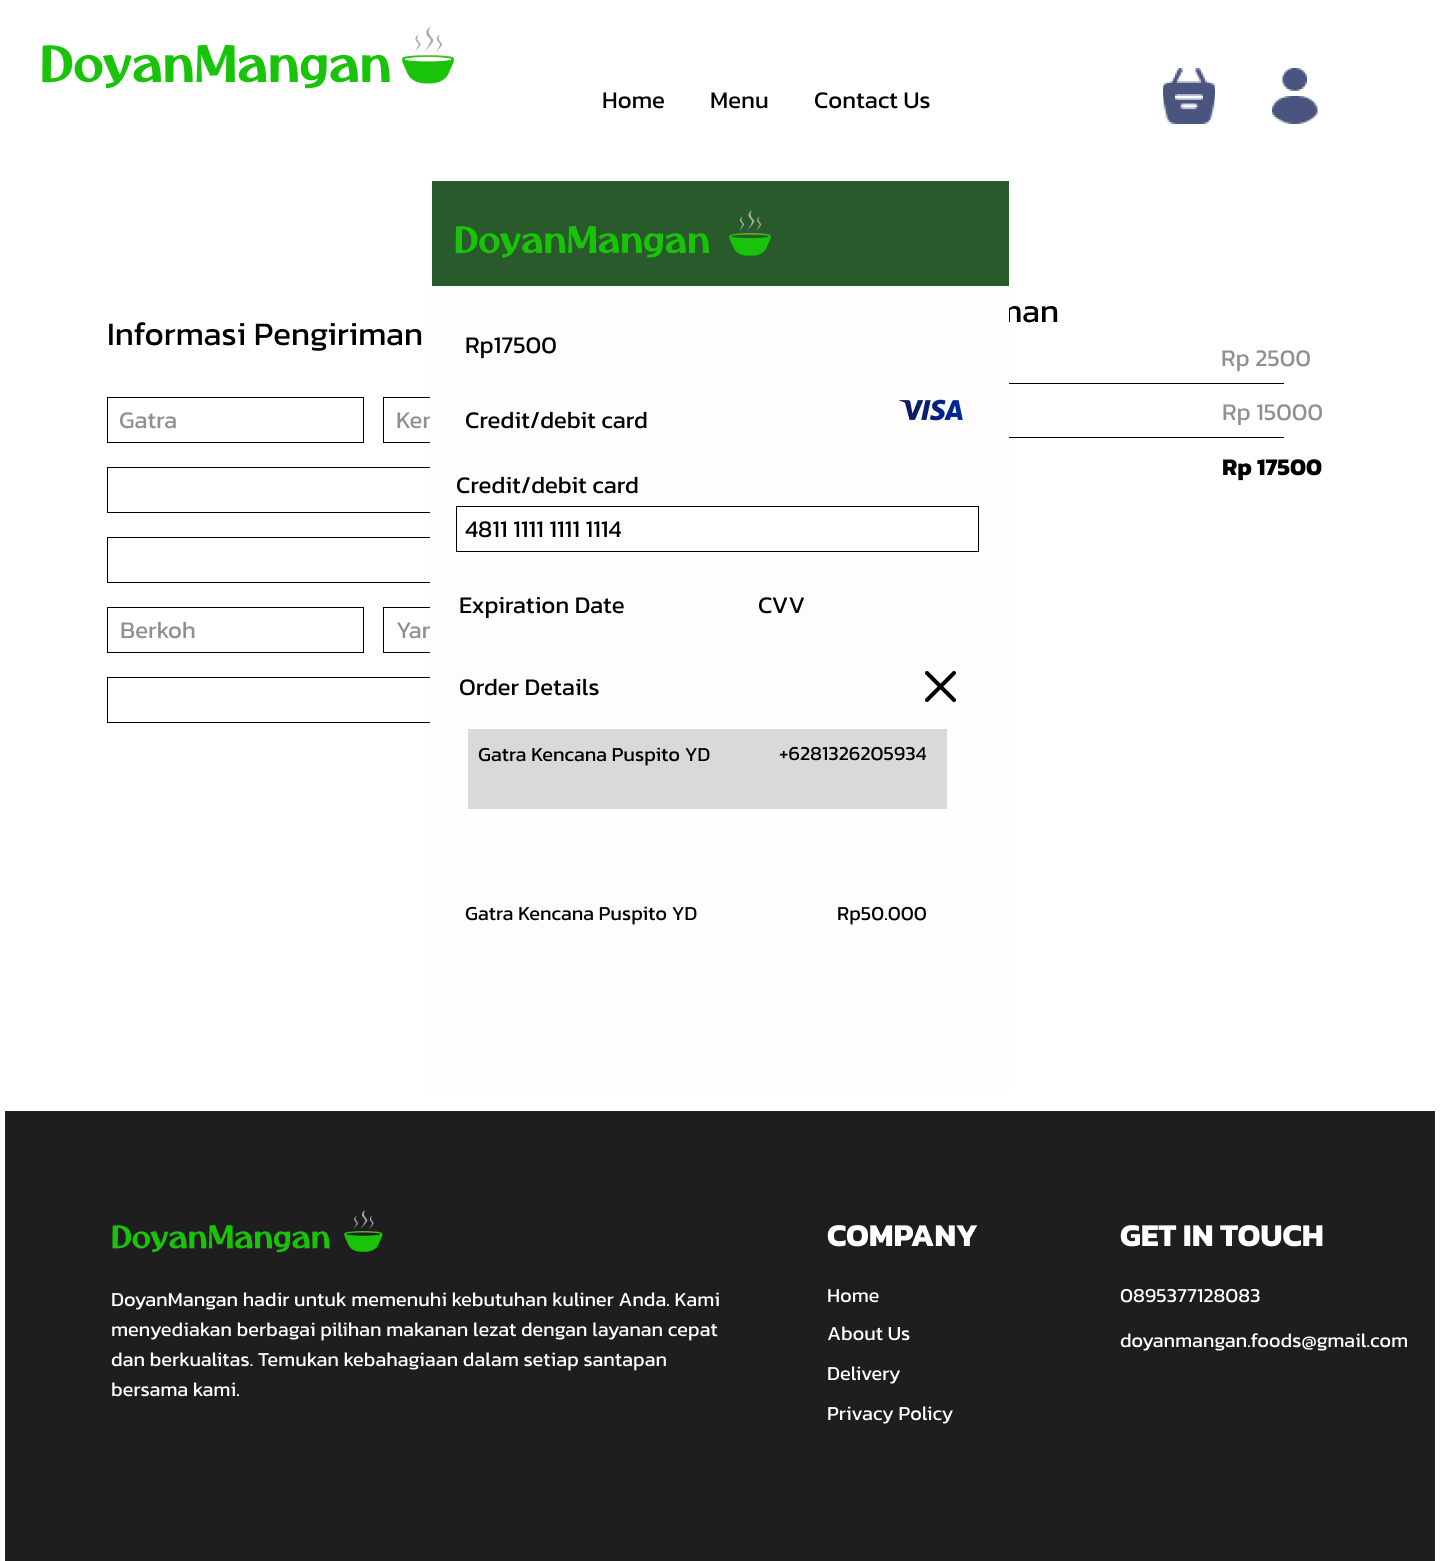 DoyanMangan
Home Menu Contact Us
DoyanMangan
Informasi Pengiriman
Gatra
Berkoh
Rp17500
Credit/debit card VISA
Credit/debit card
4811 1111 1111 1114
Expiration Date CVV
Order Details
Gatra Kencana Puspito YD +6281326205934
Gatra Kencana Puspito YD Rp50.000
Rp 2500
Rp 15000
Rp 17500
DoyanMangan
DoyanMangan hadir untuk memenuhi kebutuhan kuliner Anda. Kami
menyediakan berbagai pilihan makanan lezat dengan layanan cepat
dan berkualitas. Temukan kebahagiaan dalam setiap santapan
bersama kami.
COMPANY
Home
About Us
Delivery
Privacy Policy
GET IN TOUCH
0895377128083
doyanmangan.foods@gmail.com